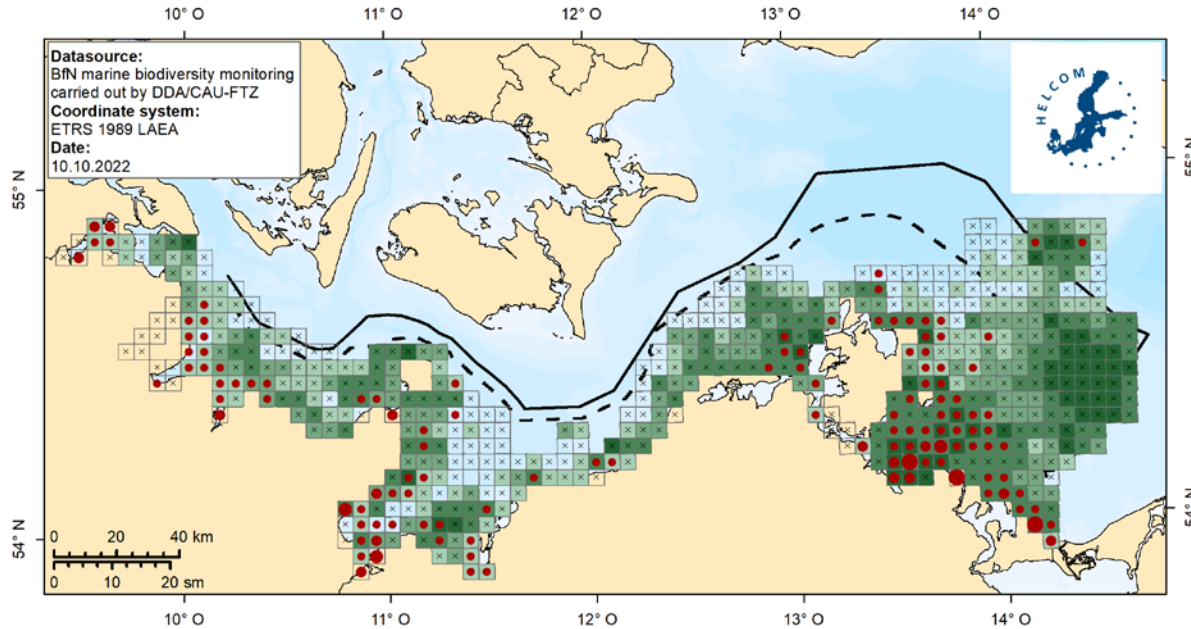 10° O 11° O 12° O 13° O 14° O
Datasource:
BfN marine biodiversity monitoring
carried out by DDA/CAU-FTZ
Coordinate system:
ETRS 1989 LAEA
Date:
10.10.2022
HELCOM
55° N
55° N
54° N
54° N
0 20 40 km
0 10 20 sm
10° O 11° O 12° O 13° O 14° O